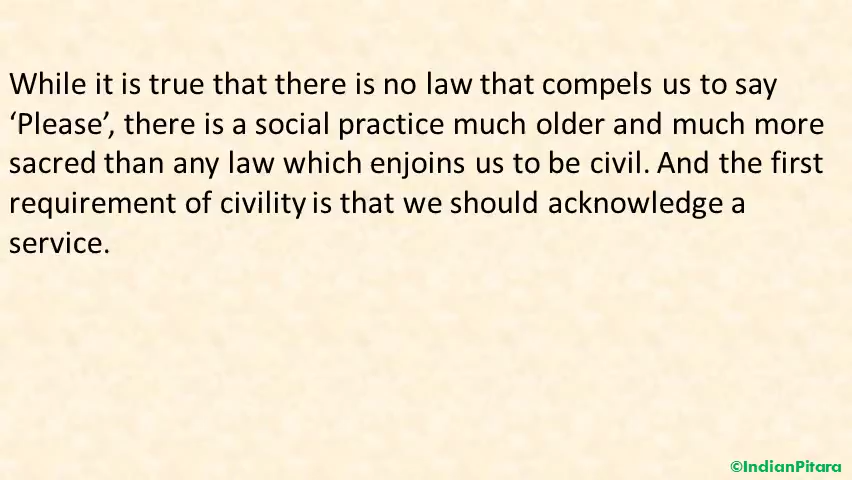 While it is true that there is no law that compels us to say
‘Please’, there is a social practice much older and much more
sacred than any law which enjoins us to be civil. And the first
requirement of civility is that we should acknowledge a
service.
©IndianPitara